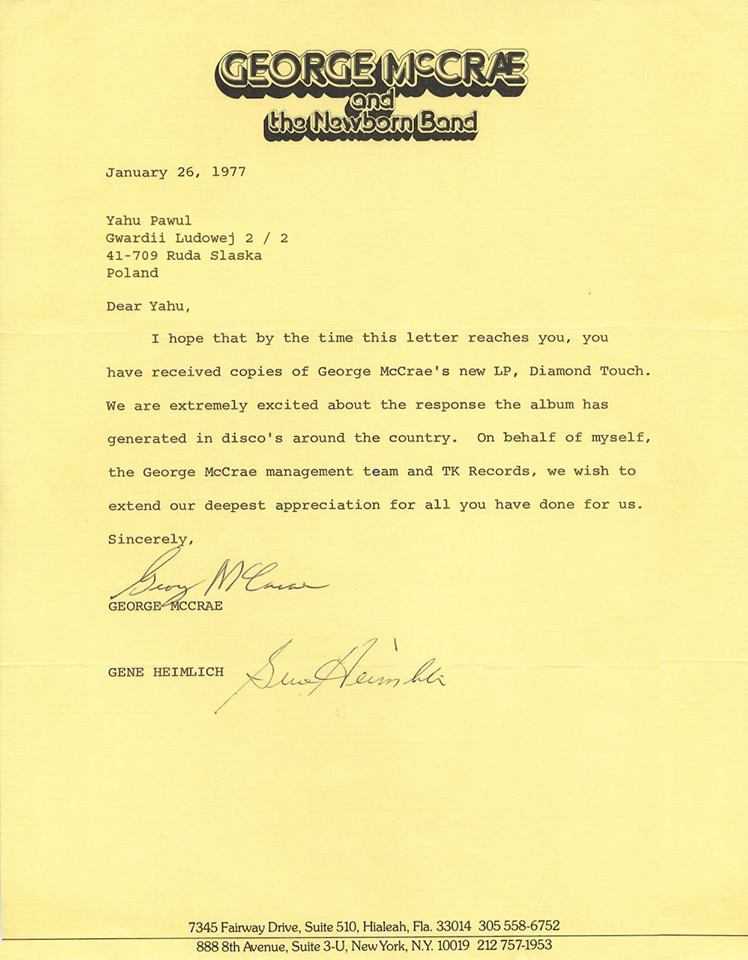 GEORGE McCRAE
and
the Newborn Band
January 26, 1977
Yahu Pawul
Gwardii Ludowej 2 / 2
41-709 Ruda Slaska
Poland
Dear Yahu,
I hope that by the time this letter reaches you, you
have received copies of George McCrae's new LP, Diamond Touch.
We are extremely excited about the response the album has
generated in disco's around the country.  On behalf of myself,
the George McCrae management team and TK Records, we wish to
extend our deepest appreciation for all you have done for us.
Sincerely,
George McCrae
GEORGE MCCRAE
GENE HEIMLICH Gene Heimlich
7345 Fairway Drive, Suite 510, Hialeah, Fla. 33014 305 558-6752
888 8th Avenue, Suite 3-U, New York, N.Y. 10019 212 757-1953